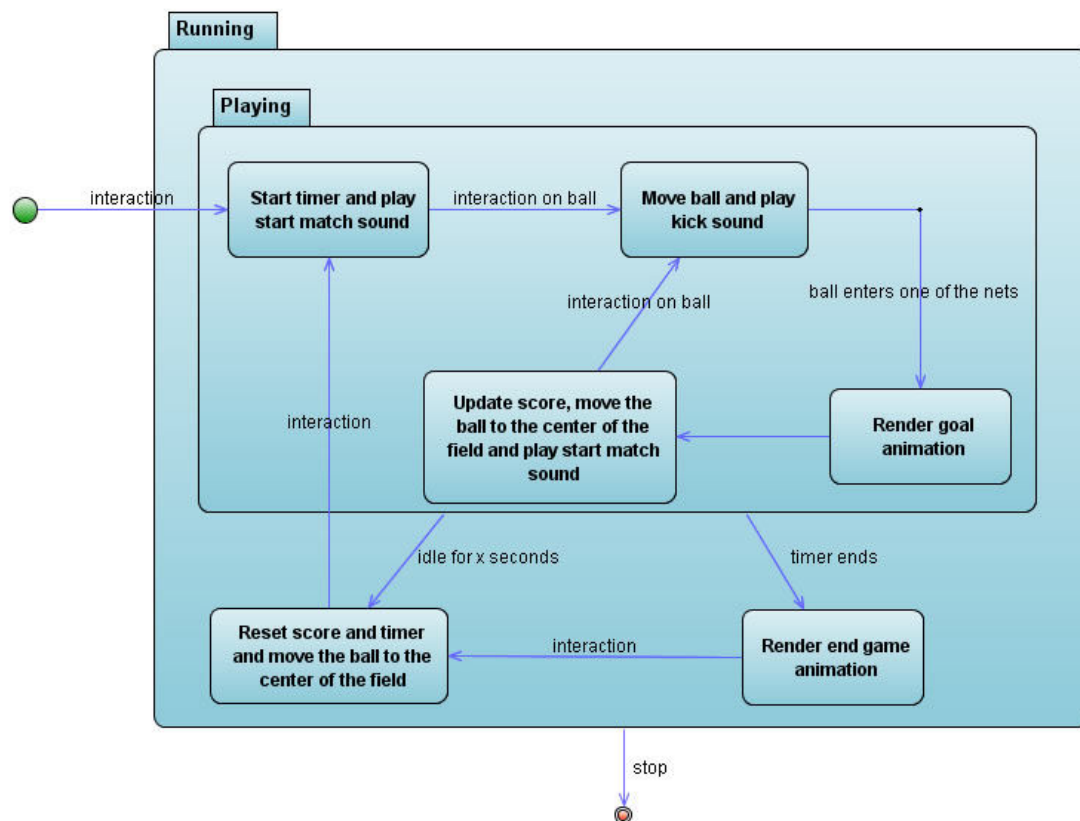 Running
Playing
interaction
Start timer and play
start match sound
interaction on ball
Move ball and play
kick sound
interaction on ball
ball enters one of the nets
interaction
Update score, move the
ball to the center of the
field and play start match
sound
Render goal
animation
idle for x seconds
timer ends
Reset score and timer
and move the ball to the
center of the field
interaction
Render end game
animation
stop